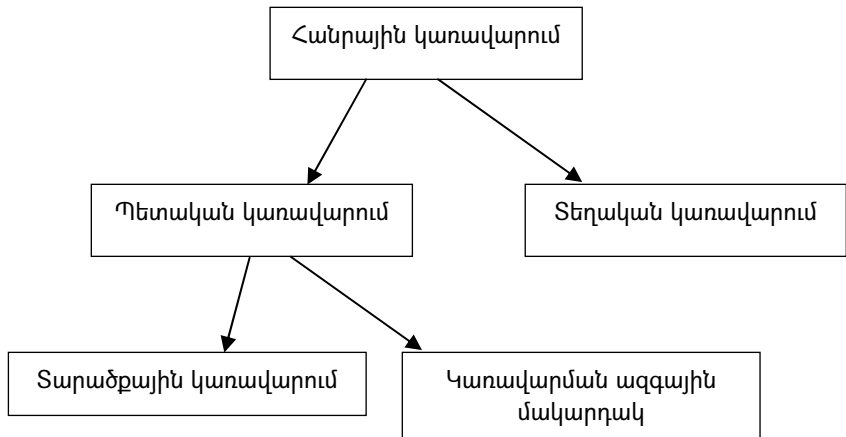 Հանրային կառավարում
Պետական կառավարում
Տեղական կառավարում
Տարածքային կառավարում
Կառավարման ազգային
մակարդակ